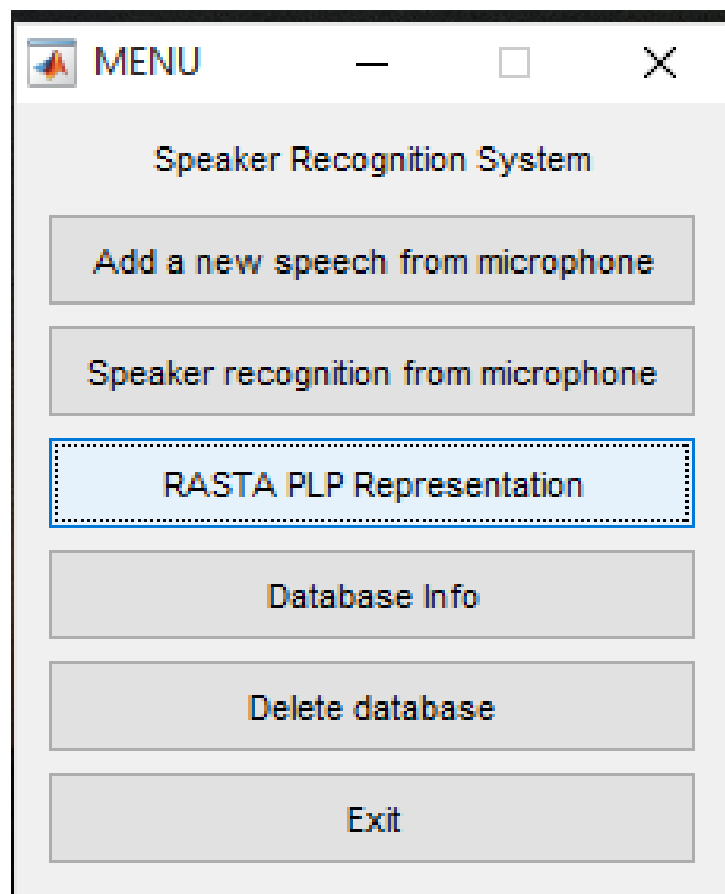 MENU
Speaker Recognition System
Add a new speech from microphone
Speaker recognition from microphone
RASTA PLP Representation
Database Info
Delete database
Exit